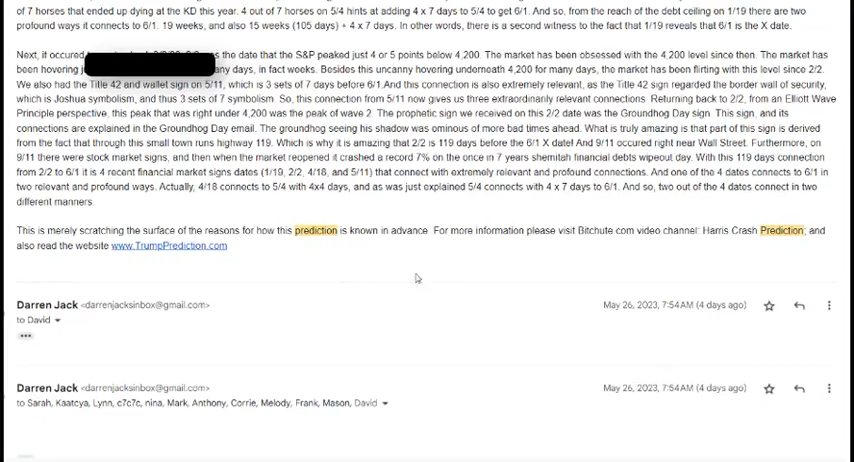 of 7 horses that ended up dying at the KD this year. 4 out of 7 horses on 5/4 hints at adding 4 x 7 days to 5/4 to get 6/1. And so, from the reach of the debt ceiling on 1/19 there are two
profound ways it connects to 6/1. 19 weeks, and also 15 weeks (105 days) + 4 x 7 days. In other words, there is a second witness to the fact that 1/19 reveals that 6/1 is the X date.
Next, it occured the date that the S&P peaked just 4 or 5 points below 4,200. The market has been obsessed with the 4,200 level since then. The market has
been hovering any days, in fact weeks. Besides this uncanny hovering underneath 4,200 for many days, the market has been flirting with this level since 2/2.
We also had the Title 42 and wallet sign on 5/11, which is 3 sets of 7 days before 6/1.And this connection is also extremely relevant, as the Title 42 sign regarded the border wall of security,
which is Joshua symbolism, and thus 3 sets of 7 symbolism. So, this connection from 5/11 now gives us three extraordinarily relevant connections. Returning back to 2/2, from an Elliott Wave
Principle perspective, this peak that was right under 4,200 was the peak of wave 2. The prophetic sign we received on this 2/2 date was the Groundhog Day sign. This sign, and its
connections are explained in the Groundhog Day email. The groundhog seeing his shadow was ominous of more bad times ahead. What is truly amazing is that part of this sign is derived
from the fact that through this small town runs highway 119. Which is why it is amazing that 2/2 is 119 days before the 6/1 X date! And 9/11 occured right near Wall Street. Furthermore, on
9/11 there were stock market signs, and then when the market reopened it crashed a record 7% on the once in 7 years shemitah financial debts wipeout day. With this 119 days connection
from 2/2 to 6/1 it is 4 recent financial market signs dates (1/19, 2/2, 4/18, and 5/11) that connect with extremely relevant and profound connections. And one of the 4 dates connects to 6/1 in
two relevant and profound ways. Actually, 4/18 connects to 5/4 with 4x4 days, and as was just explained 5/4 connects with 4 x 7 days to 6/1. And so, two out of the 4 dates connect in two
different manners.
This is merely scratching the surface of the reasons for how this prediction is known in advance. For more information please visit Bitchute com video channel: Harris Crash Prediction; and
also read the website www.TrumpPrediction.com
Darren Jack <darrenjacksinbox@gmail.com> May 26, 2023, 7:54AM (4 days ago)
to David
Darren Jack <darrenjacksinbox@gmail.com> May 26, 2023, 7:54AM (4 days ago)
to Sarah, Kaatcya, Lynn, c7c7c, nina, Mark, Anthony, Corrie, Melody, Frank, Mason, David